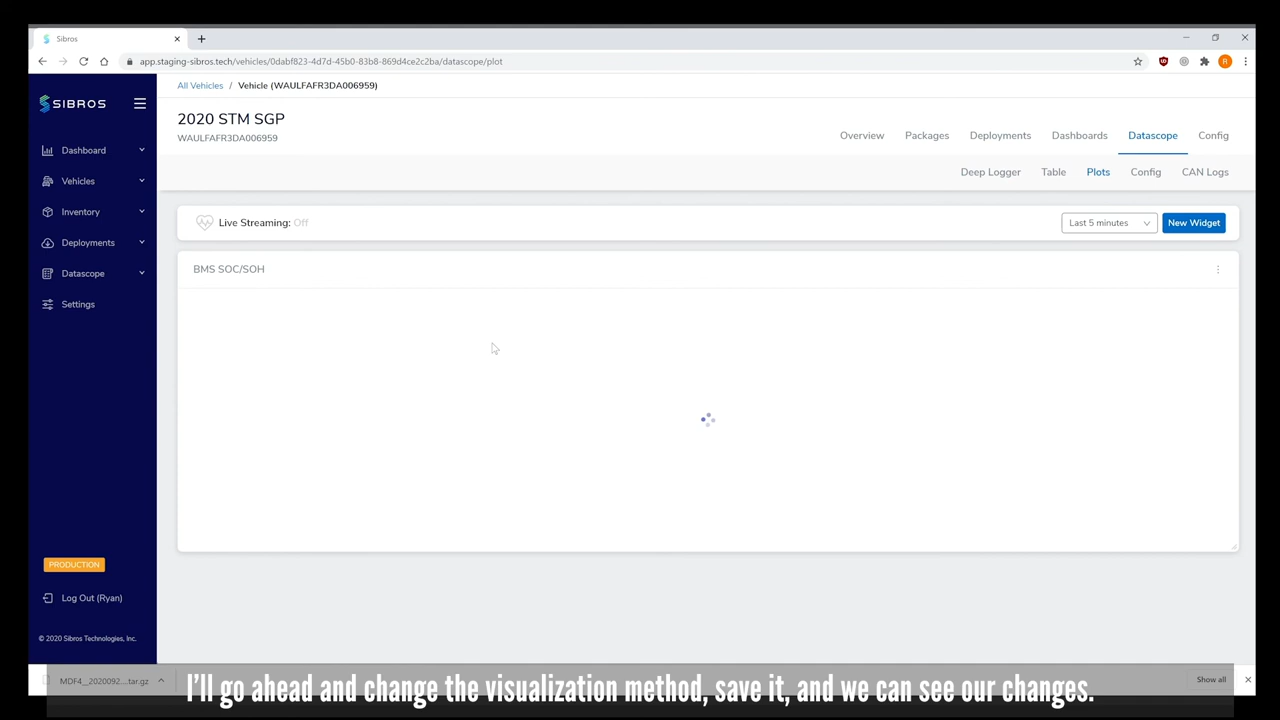 Sibros
app.staging-sibros.tech/vehicles/0dabf823-4d7d-45b0-83b8-869d4ce2c2ba/datascope/plot
R
SIBROS
All Vehicles / Vehicle (WAULFAFR3DA006959)
2020 STM SGP
WAULFAFR3DA006959
Overview Packages Deployments Dashboards Datascope Config
Deep Logger Table Plots Config CAN Logs
Dashboard
Vehicles
Inventory
Deployments
Datascope
Settings
Live Streaming: Off
Last 5 minutes
New Widget
BMS SOC/SOH
PRODUCTION
Log Out (Ryan)
© 2020 Sibros Technologies, Inc.
MDF4__2020092....tar.gz
Show all
I'll go ahead and change the visualization method, save it, and we can see our changes.